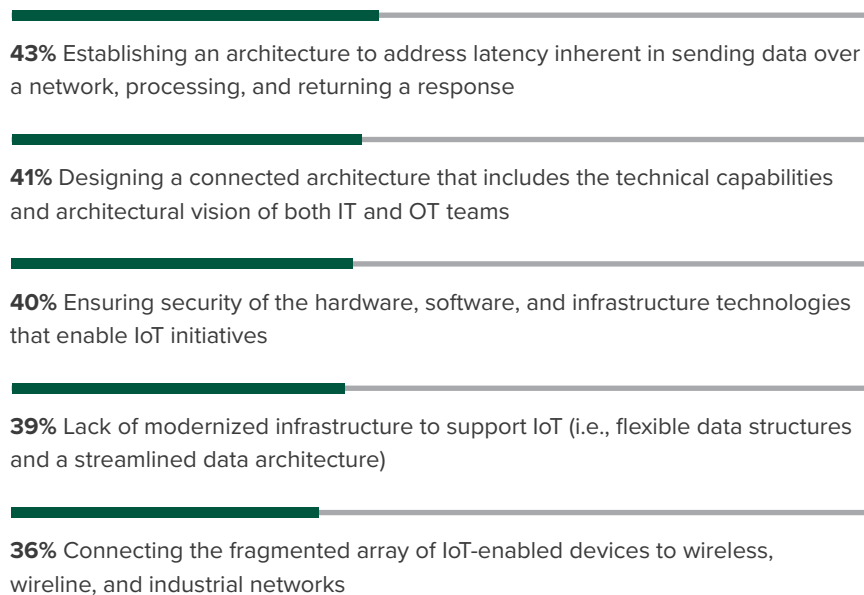 43% Establishing an architecture to address latency inherent in sending data over
a network, processing, and returning a response
41% Designing a connected architecture that includes the technical capabilities
and architectural vision of both IT and OT teams
40% Ensuring security of the hardware, software, and infrastructure technologies
that enable IoT initiatives
39% Lack of modernized infrastructure to support IoT (i.e., flexible data structures
and a streamlined data architecture)
36% Connecting the fragmented array of IoT-enabled devices to wireless,
wireline, and industrial networks